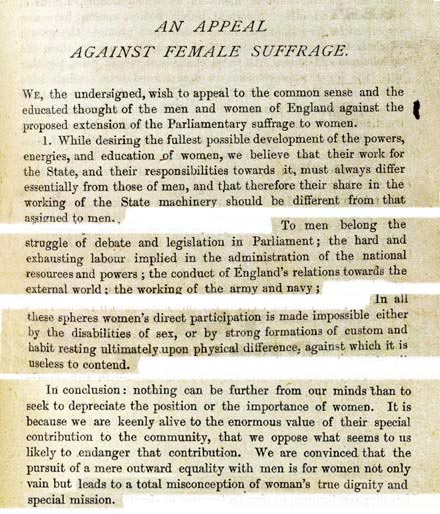 AN APPEAL
AGAINST FEMALE SUFFRAGE.
WE, the undersigned, wish to appeal to the common sense and the
educated thought of the men and women of England against the
proposed extension of the Parliamentary suffrage to women.
1. While desiring the fullest possible development of the powers,
energies, and education of women, we believe that their work for
the State, and their responsibilities towards it, must always differ
essentially from those of men, and that therefore their share in the
working of the State machinery should be different from that
assigned to men.
To men belong the
struggle of debate and legislation in Parliament; the hard and
exhausting labour implied in the administration of the national
resources and powers; the conduct of England's relations towards the
external world; the working of the army and navy;
In all
these spheres women's direct participation is made impossible either
by the disabilities of sex, or by strong formations of custom and
habit resting ultimately upon physical difference, against which it is
useless to contend.
In conclusion: nothing can be further from our minds than to
seek to depreciate the position or the importance of women. It is
because we are keenly alive to the enormous value of their special
contribution to the community, that we oppose what seems to us
likely to endanger that contribution. We are convinced that the
pursuit of a mere outward equality with men is for women not only
vain but leads to a total misconception of woman's true dignity and
special mission.